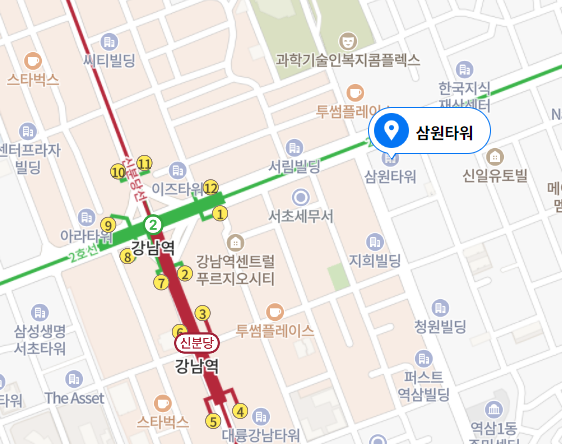 씨티빌딩
스타벅스
과학기술인복지콤플렉스
한국지식
재산센터
투썸플레이스
삼원타워
센터프라자
빌딩
신분당선
10
11
이즈타워
서림빌딩
삼원타워
신일유토빌
12
1
서초세무서
9
아라타워
2
강남역
8
2호선
7
2
강남역센트럴
푸르지오시티
지희빌딩
3
6
투썸플레이스
삼성생명
서초타워
신분당
강남역
청원빌딩
The Asset
퍼스트
역삼빌딩
스타벅스
5
4
대륭강남타워
역삼1동